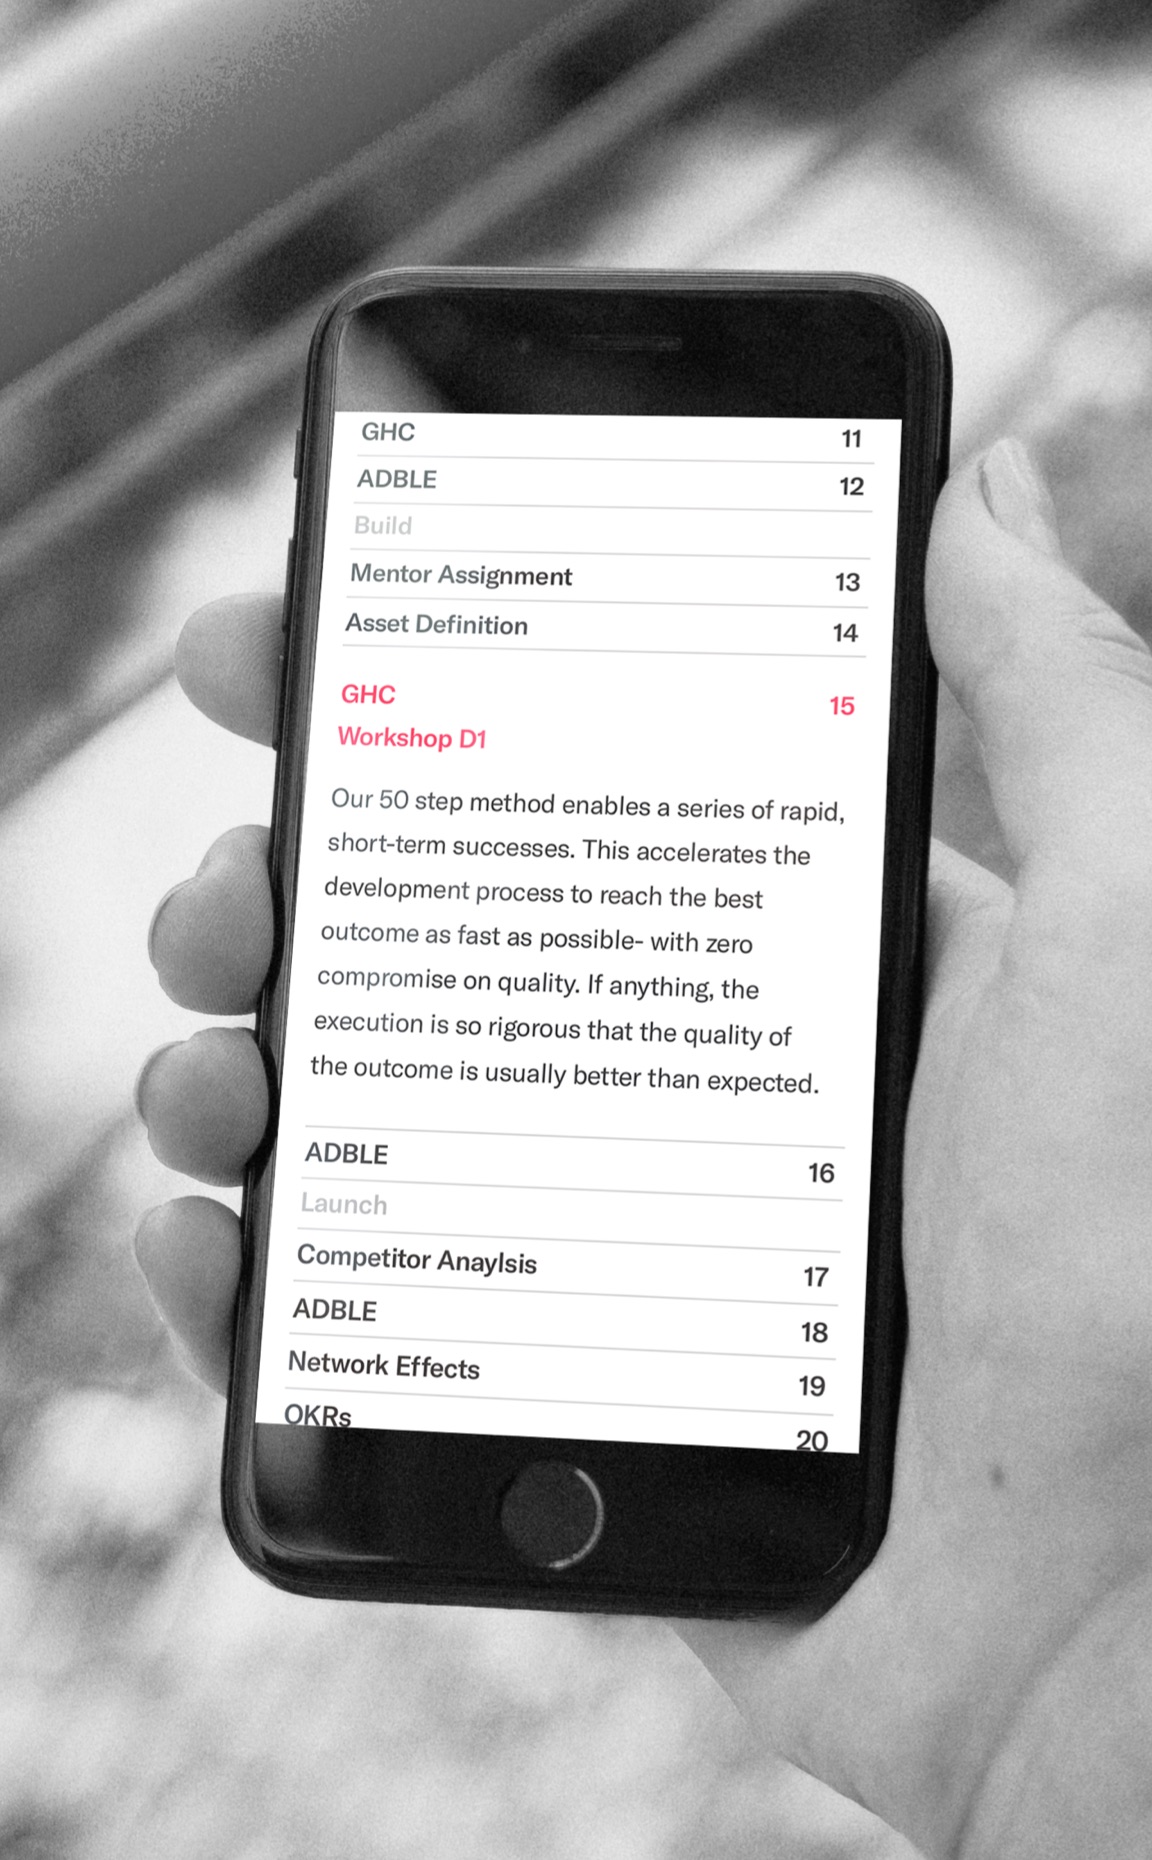 GHC 11
ADBLE 12
Build
Mentor Assignment 13
Asset Definition 14
GHC 15
Workshop D1
Our 50 step method enables a series of rapid,
short-term successes. This accelerates the
development process to reach the best
outcome as fast as possible- with zero
compromise on quality. If anything, the
execution is so rigorous that the quality of
the outcome is usually better than expected.
ADBLE 16
Launch
Competitor Anaylsis 17
ADBLE 18
Network Effects 19
OKRs 20